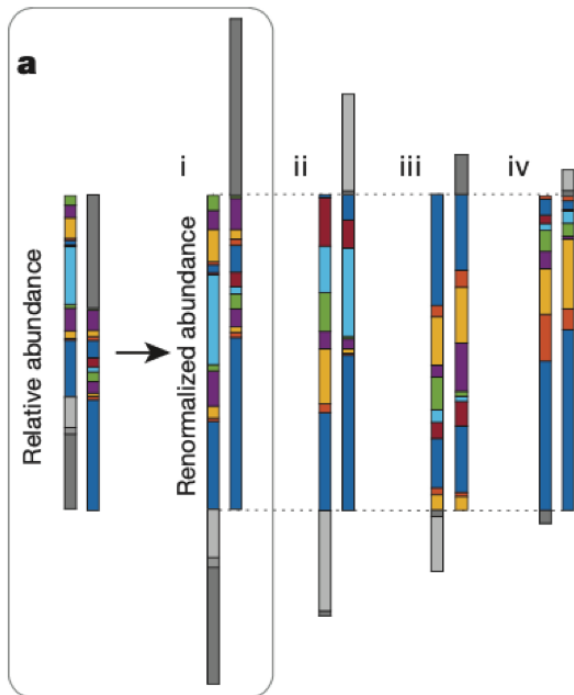 a
i
ii
iii
iv
Relative abundance
Renormalized abundance